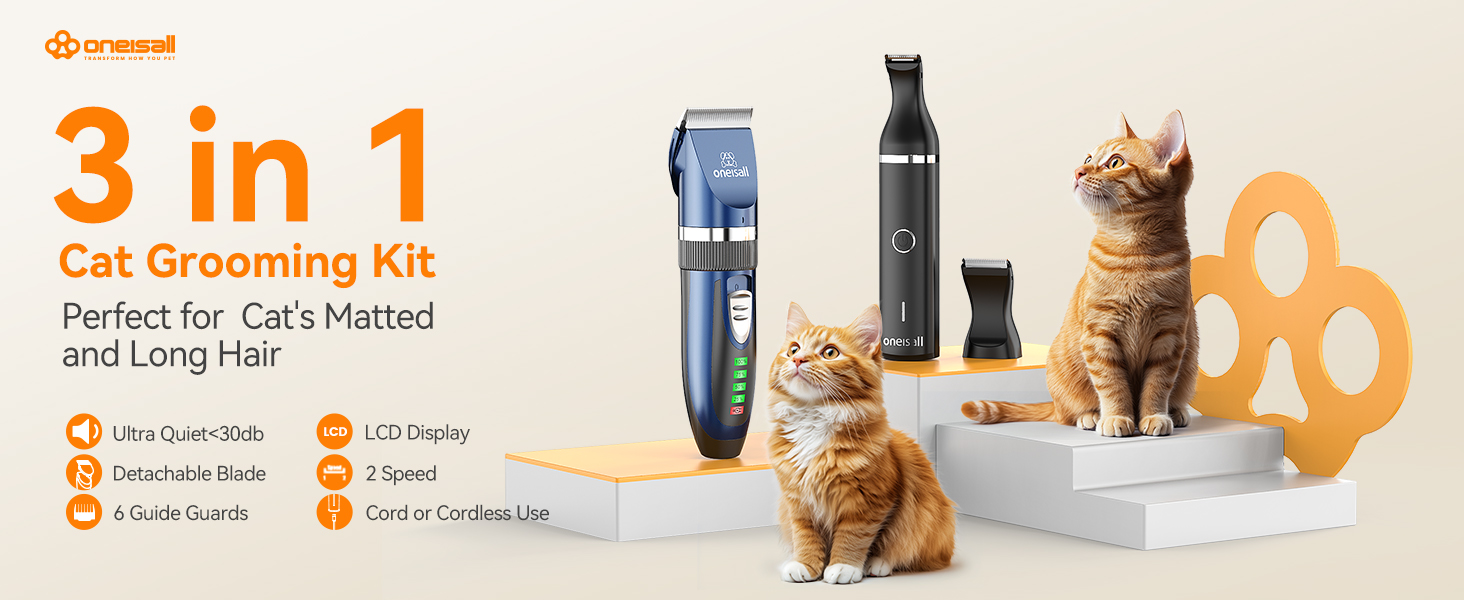 oneisall
TRANSFORM HOW YOU PET
3 in 1
Cat Grooming Kit
Perfect for Cat's Matted
and Long Hair
Ultra Quiet<30db
Detachable Blade
6 Guide Guards
LCD
LCD Display
2 Speed
Cord or Cordless Use
oneisall
oneisall